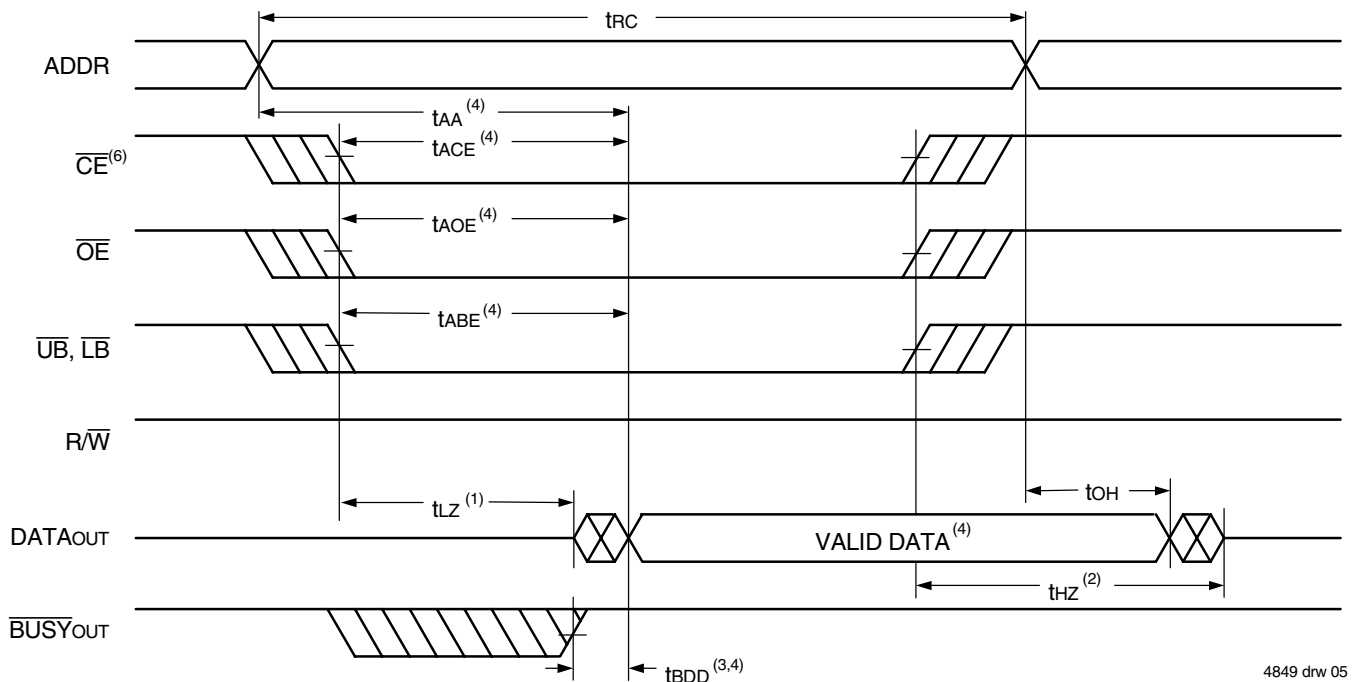 tRC
ADDR
tAA (4)
CE(6)
tACE (4)
OE
tAOE (4)
UB, LB
tABE (4)
R/W
tLZ (1)
tOH
DATAOUT
VALID DATA(4)
tHZ (2)
BUSYOUT
tBDD (3,4)
4849 drw 05